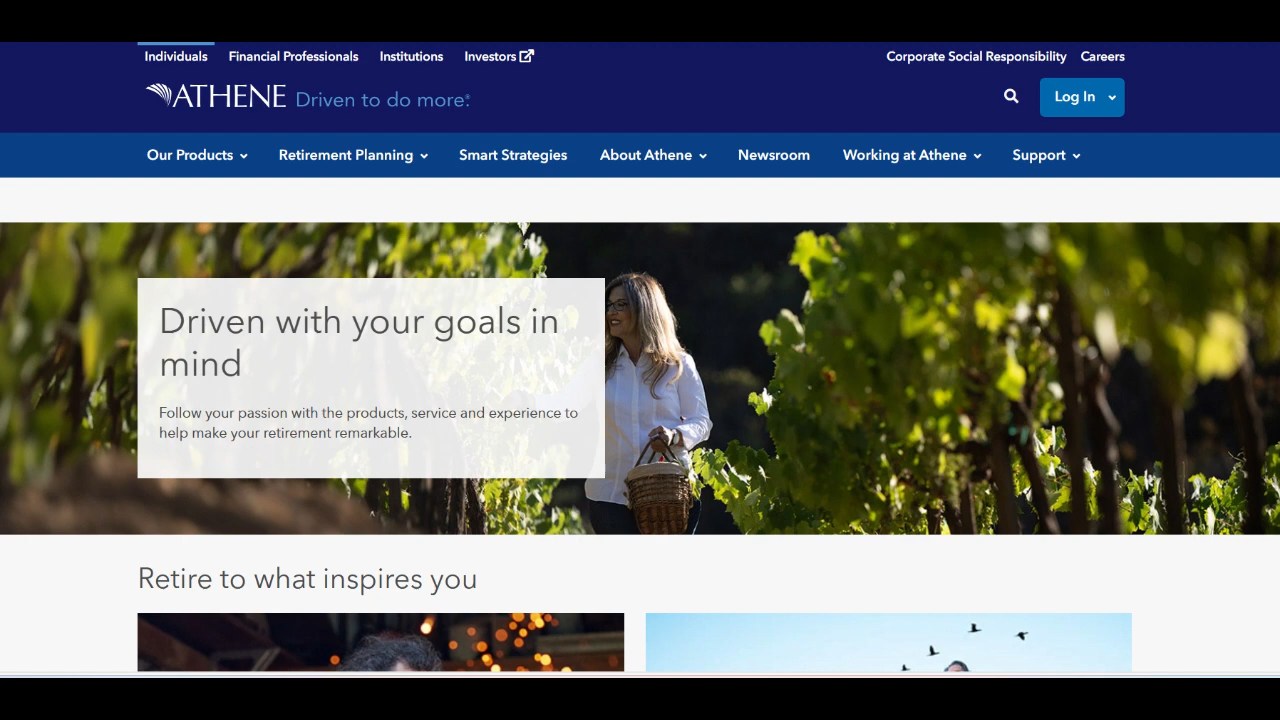 Individuals Financial Professionals Institutions Investors Corporate Social Responsibility Careers
ATHENE Driven to do more.®
Log In
Our Products Retirement Planning Smart Strategies About Athene Newsroom Working at Athene Support
Driven with your goals in
mind
Follow your passion with the products, service and experience to
help make your retirement remarkable.
Retire to what inspires you